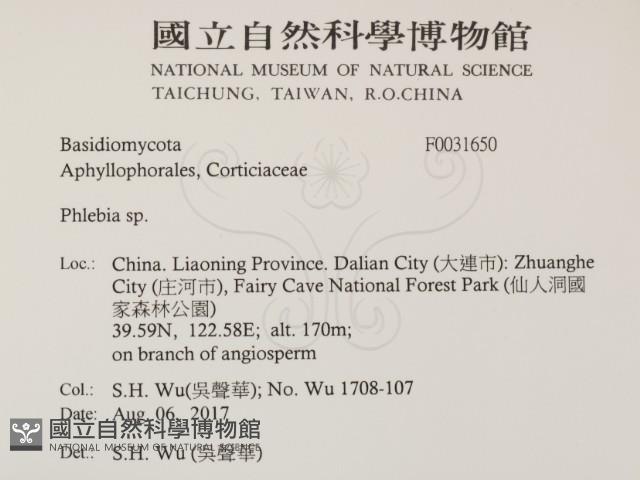 國立自然科學博物館
NATIONAL MUSEUM OF NATURAL SCIENCE
TAICHUNG, TAIWAN, R.O.CHINA
Basidiomycota F0031650
Aphyllophorales, Corticiaceae
Phlebia sp.
Loc.: China. Liaoning Province. Dalian City (大連市): Zhuanghe
City (庄河市), Fairy Cave National Forest Park (仙人洞國
家森林公園)
39.59N, 122.58E; alt. 170m;
on branch of angiosperm
Col.: S.H. Wu(吳聲華); No. Wu 1708-107
Date: Aug. 06, 2017
國立自然科學博物館
NATIONAL MUSEUM OF NATURAL SCIENCE
Det.: S.H. Wu (吳聲華)